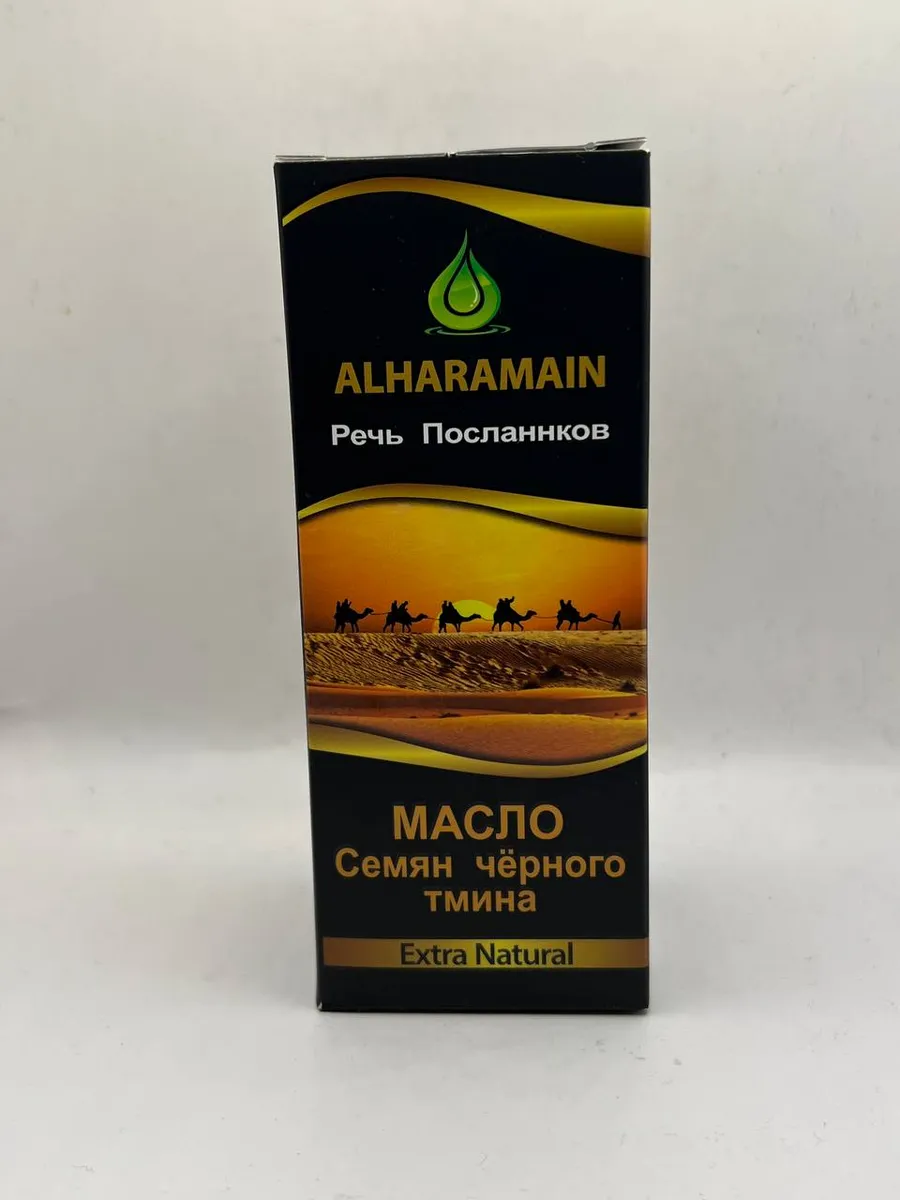 ALHARAMAIN
Речь Посланнков
МАСЛО
Семян чёрного
тмина
Extra Natural